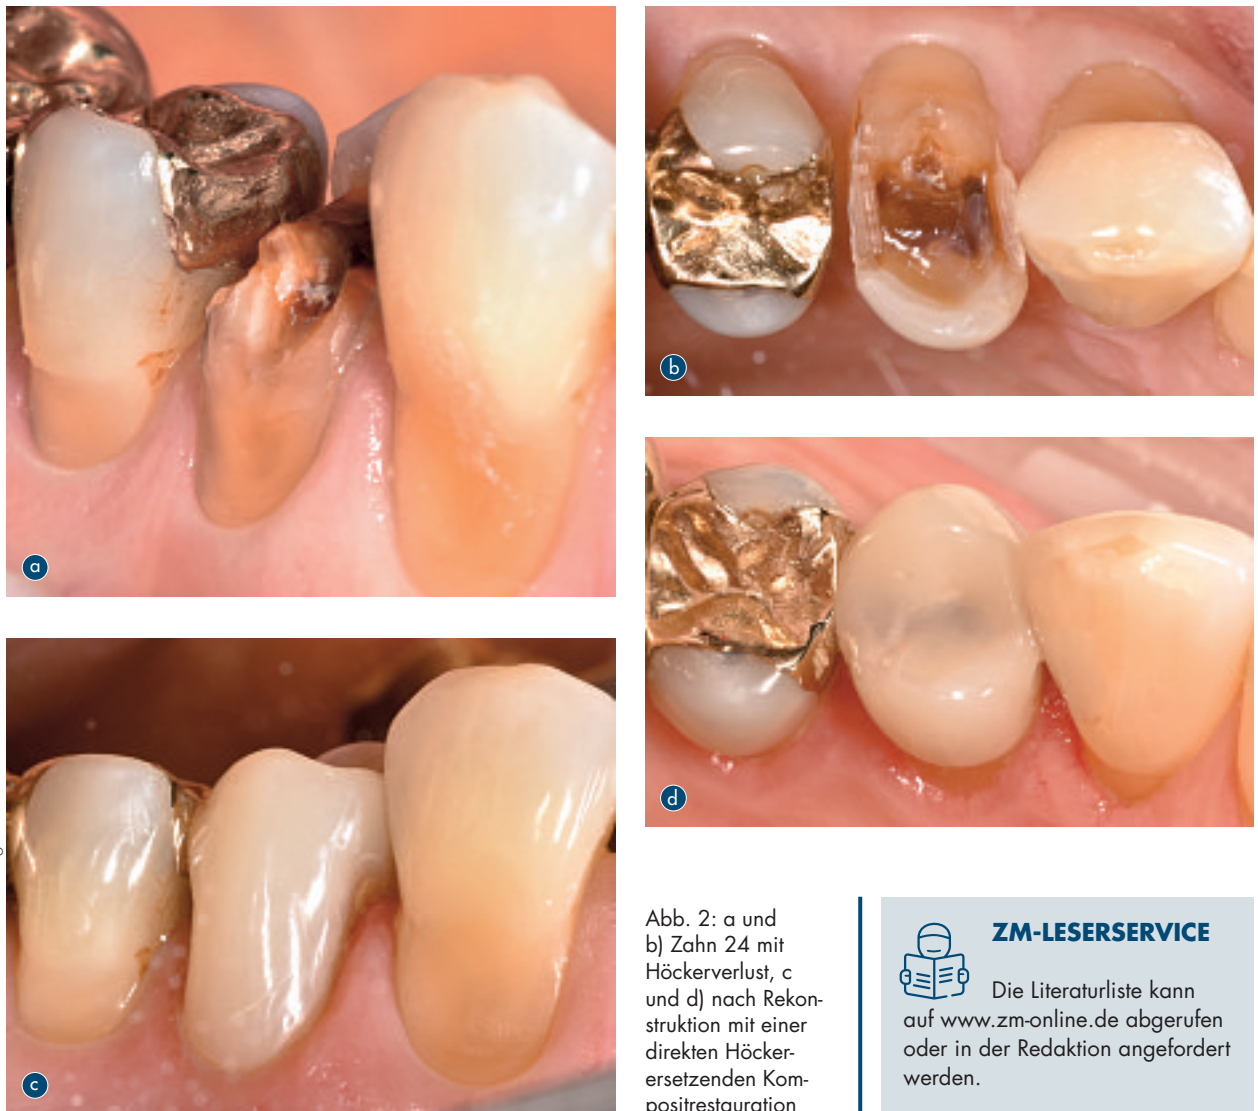 a
b
c
d
Abb. 2: a und
b) Zahn 24 mit
Höckerverlust, c
und d) nach Rekon-
struktion mit einer
direkten Höcker-
ersetzenden Kom-
positrestauration
ZM-LESERSERVICE
Die Literaturliste kann
auf www.zm-online.de abgerufen
oder in der Redaktion angefordert
werden.